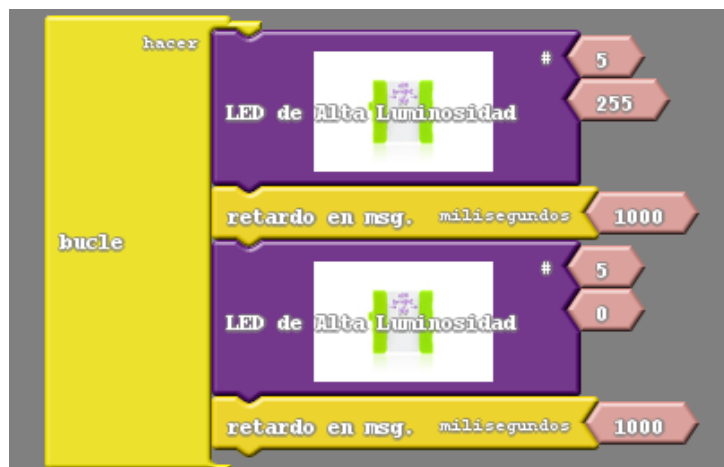 hacer
# 5
255
LED de Alta Luminosidad
retardo en msg. milisegundos 1000
bucle
# 5
0
LED de Alta Luminosidad
retardo en msg. milisegundos 1000